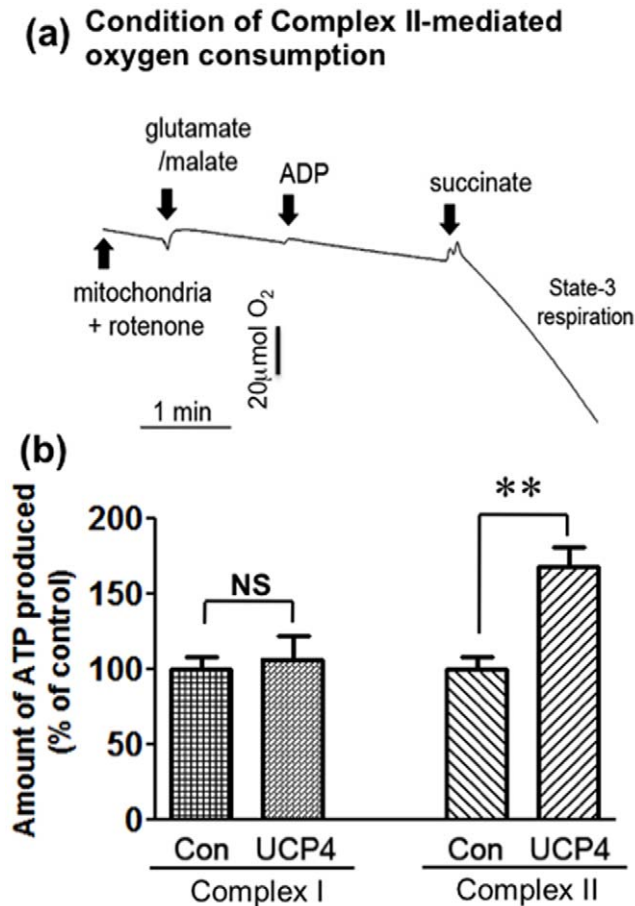 (a) Condition of Complex II-mediated
oxygen consumption
glutamate
/malate
ADP
succinate
mitochondria
+ rotenone
20μmol O₂
State-3
respiration
1 min
(b)
Amount of ATP produced
(% of control)
200
150
100
50
0
NS
**
Con UCP4 Con UCP4
Complex I Complex II